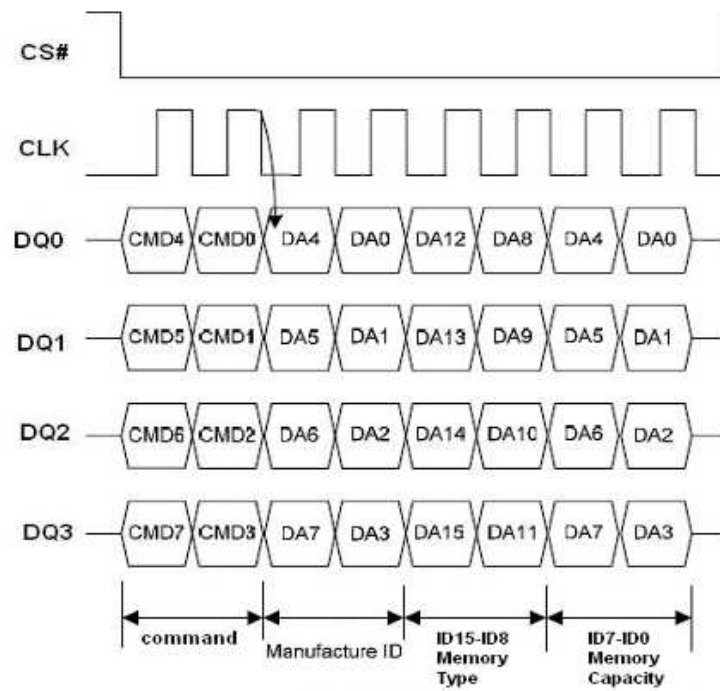 CS#
CLK
DQ0 CMD4 CMD0 DA4 DA0 DA12 DA8 DA4 DA0
DQ1 CMD5 CMD1 DA5 DA1 DA13 DA9 DA5 DA1
DQ2 CMD6 CMD2 DA6 DA2 DA14 DA10 DA6 DA2
DQ3 CMD7 CMD3 DA7 DA3 DA15 DA11 DA7 DA3
command
Manufacture ID
ID15-ID8
Memory
Type
ID7-ID0
Memory
Capacity